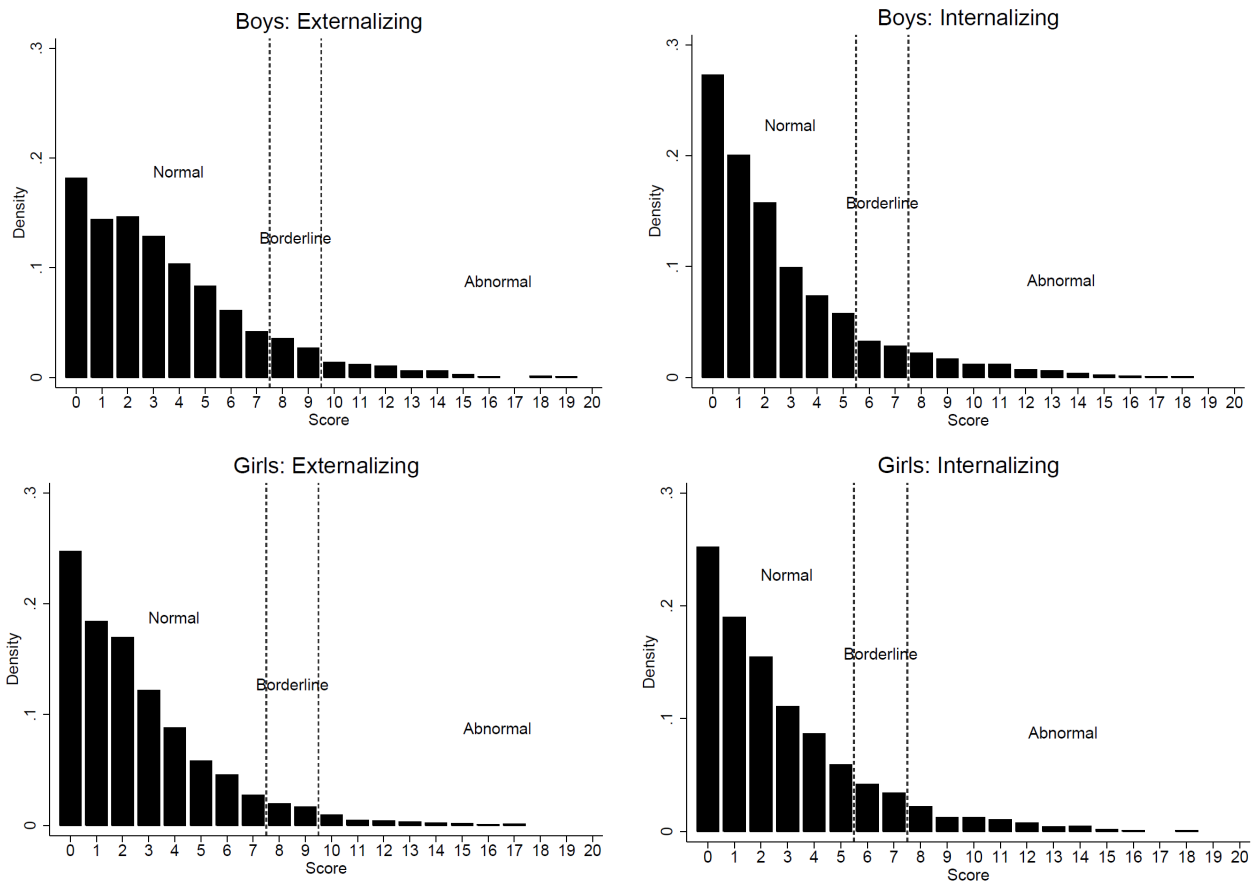 Boys: Externalizing
.3
.2
.1
0
Density
Normal
Borderline
Abnormal
0 1 2 3 4 5 6 7 8 9 10 11 12 13 14 15 16 17 18 19 20
Score
Boys: Internalizing
.3
.2
.1
0
Density
Normal
Borderline
Abnormal
0 1 2 3 4 5 6 7 8 9 10 11 12 13 14 15 16 17 18 19 20
Score
Girls: Externalizing
.3
.2
.1
0
Density
Normal
Borderline
Abnormal
0 1 2 3 4 5 6 7 8 9 10 11 12 13 14 15 16 17 18 19 20
Score
Girls: Internalizing
.3
.2
.1
0
Density
Normal
Borderline
Abnormal
0 1 2 3 4 5 6 7 8 9 10 11 12 13 14 15 16 17 18 19 20
Score